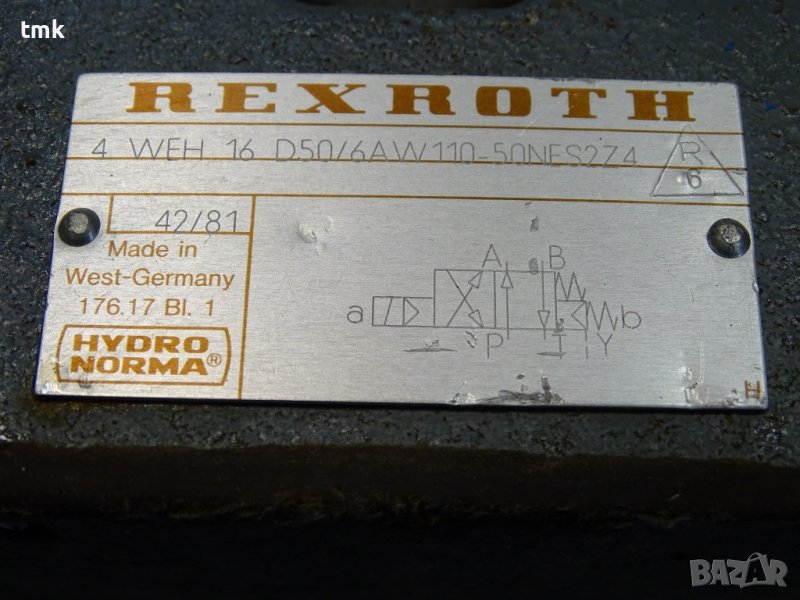 tmk
REXROTH
4 WEH 16 D50/6AW110-50NES2Z4
R
6
42/81
Made in
West-Germany
176.17 Bl. 1
HYDRO
NORMA®
A B
a b
P T Y
H
BAZAR